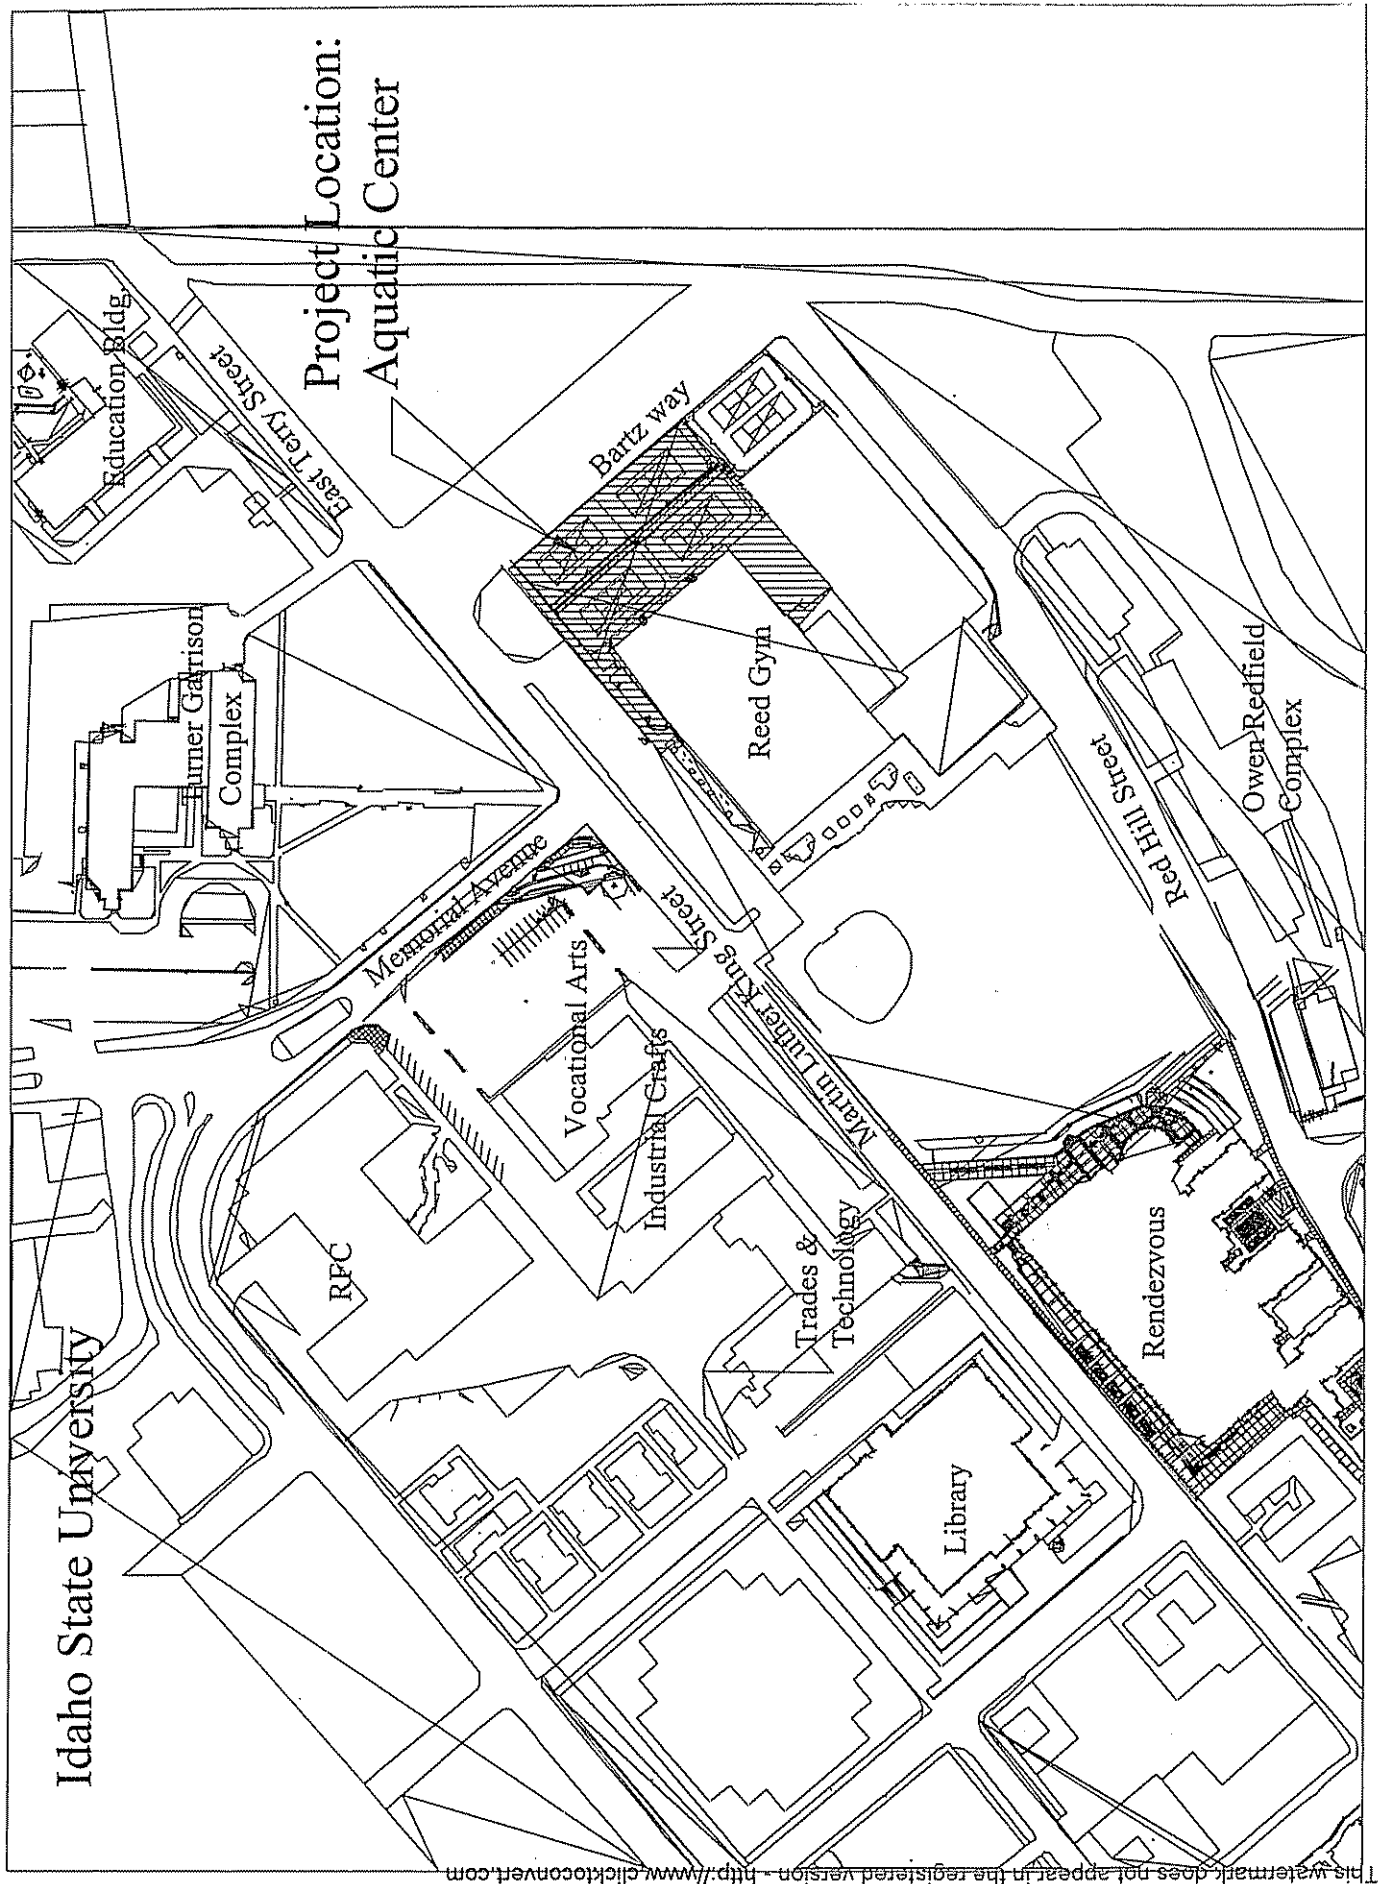 Idaho State University
Project Location:
Aquatic Center
Education Bldg.
East Terry Street
Turner Garrison
Complex
Bartz way
Memorial Avenue
Reed Gym
Vocational Arts
Industrial Crafts
RFC
Martin Luther King Street
Red Hill Street
Owen-Redfield
Complex
Trades &
Technology
Rendezvous
Library
This watermark does not appear in the registered version - http://www.clicktoconvert.com